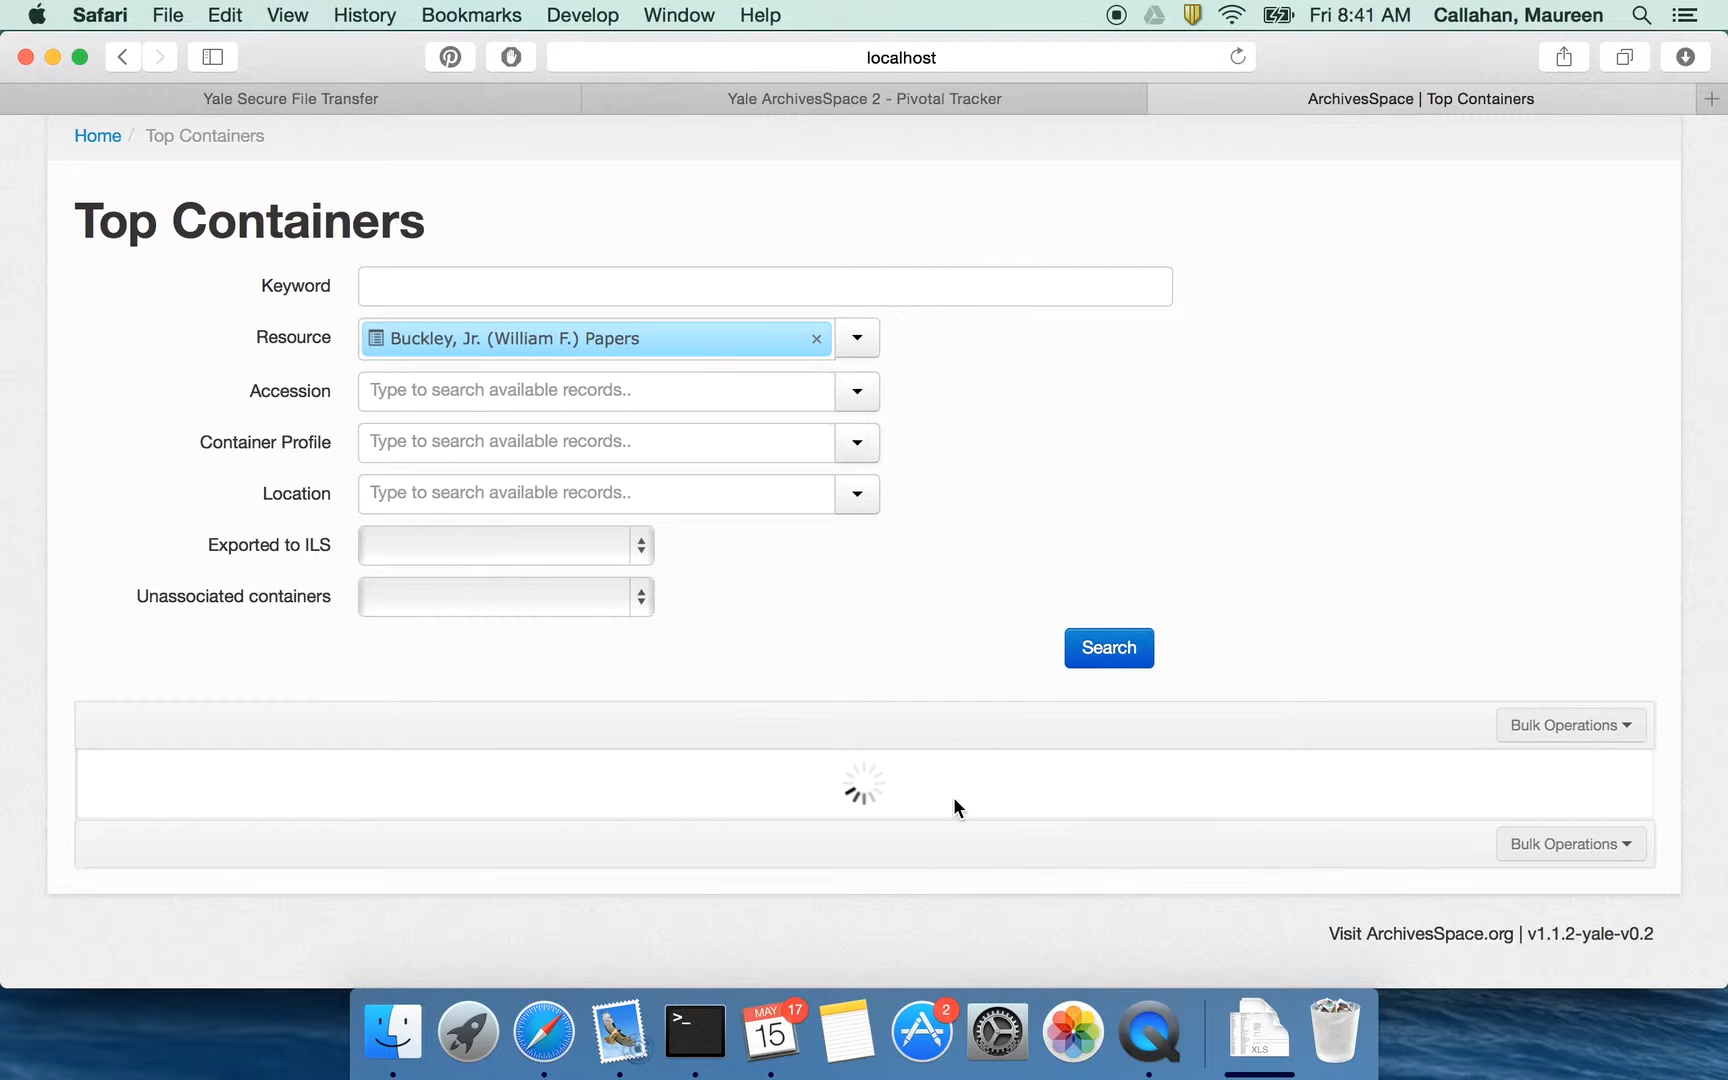 Safari File Edit View History Bookmarks Develop Window Help Fri 8:41 AM Callahan, Maureen
localhost
Yale Secure File Transfer Yale ArchivesSpace 2 - Pivotal Tracker ArchivesSpace | Top Containers
Home / Top Containers
Top Containers
Keyword
Resource Buckley, Jr. (William F.) Papers ×
Accession Type to search available records..
Container Profile Type to search available records..
Location Type to search available records..
Exported to ILS
Unassociated containers
Search
Bulk Operations
Bulk Operations
Visit ArchivesSpace.org | v1.1.2-yale-v0.2
>_
MAY 17
15
2
XLS